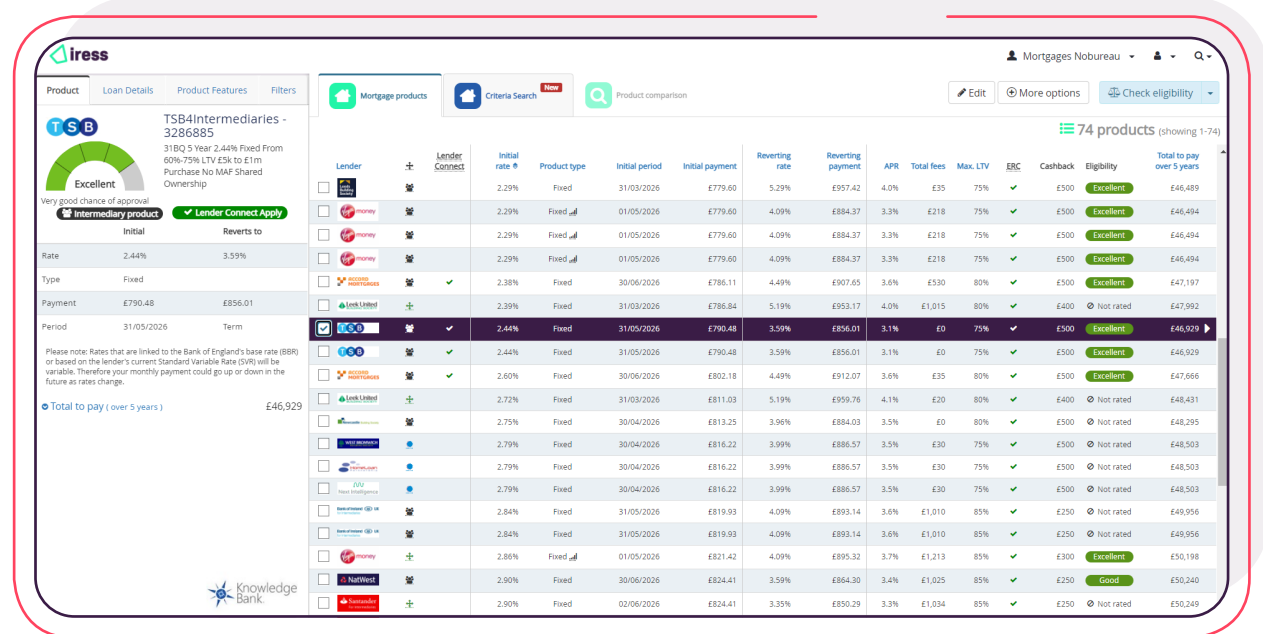 iress
Mortgages Nobureau
Product Loan Details Product Features Filters
Mortgage products
Criteria Search New
Product comparison
Edit More options Check eligibility
TSB
TSB4Intermediaries -
3286885
31BQ 5 Year 2.44% Fixed From
60%-75% LTV £5k to £1m
Purchase No MAF Shared
Ownership
Excellent
Very good chance of approval
Intermediary product Lender Connect Apply
Initial Reverts to
Rate 2.44% 3.59%
Type Fixed
Payment £790.48 £856.01
Period 31/05/2026 Term
Please note: Rates that are linked to the Bank of England's base rate (BBR)
or based on the lender's current Standard Variable Rate (SVR) will be
variable. Therefore your monthly payment could go up or down in the
future as rates change.
Total to pay ( over 5 years ) £46,929
Knowledge
Bank
74 products (showing 1-74)
Lender Lender Connect Initial rate Product type Initial period Initial payment Reverting rate Reverting payment APR Total fees Max. LTV ERC Cashback Eligibility Total to pay over 5 years
Leeds Building Society 2.29% Fixed 31/03/2026 £779.60 5.29% £957.42 4.0% £35 75% £500 Excellent £46,489
Virgin money 2.29% Fixed 01/05/2026 £779.60 4.09% £884.37 3.3% £218 75% £500 Excellent £46,494
Virgin money 2.29% Fixed 01/05/2026 £779.60 4.09% £884.37 3.3% £218 75% £500 Excellent £46,494
Virgin money 2.29% Fixed 01/05/2026 £779.60 4.09% £884.37 3.3% £218 75% £500 Excellent £46,494
ACCORD MORTGAGES 2.38% Fixed 30/06/2026 £786.11 4.49% £907.65 3.6% £530 80% £500 Excellent £47,197
Leek United 2.39% Fixed 31/03/2026 £786.84 5.19% £953.17 4.0% £1,015 80% £400 Not rated £47,992
TSB 2.44% Fixed 31/05/2026 £790.48 3.59% £856.01 3.1% £0 75% £500 Excellent £46,929
TSB 2.44% Fixed 31/05/2026 £790.48 3.59% £856.01 3.1% £0 75% £500 Excellent £46,929
ACCORD MORTGAGES 2.60% Fixed 30/06/2026 £802.18 4.49% £912.07 3.6% £35 80% £500 Excellent £47,666
Leek United 2.72% Fixed 31/03/2026 £811.03 5.19% £959.76 4.1% £20 80% £400 Not rated £48,431
2.75% Fixed 30/04/2026 £813.25 3.96% £884.03 3.5% £0 80% £500 Not rated £48,295
WEST BROMWICH 2.79% Fixed 30/04/2026 £816.22 3.99% £886.57 3.5% £30 75% £500 Not rated £48,503
2.79% Fixed 30/04/2026 £816.22 3.99% £886.57 3.5% £30 75% £500 Not rated £48,503
Next Intelligence 2.79% Fixed 30/04/2026 £816.22 3.99% £886.57 3.5% £30 75% £500 Not rated £48,503
Bank of Ireland UK 2.84% Fixed 31/05/2026 £819.93 4.09% £893.14 3.6% £1,010 85% £250 Not rated £49,956
Bank of Ireland UK 2.84% Fixed 31/05/2026 £819.93 4.09% £893.14 3.6% £1,010 85% £250 Not rated £49,956
Virgin money 2.86% Fixed 01/05/2026 £821.42 4.09% £895.32 3.7% £1,213 85% £300 Excellent £50,198
NatWest 2.90% Fixed 30/06/2026 £824.41 3.59% £864.30 3.4% £1,025 85% £250 Good £50,240
Santander 2.90% Fixed 02/06/2026 £824.41 3.35% £850.29 3.3% £1,034 85% £250 Not rated £50,249